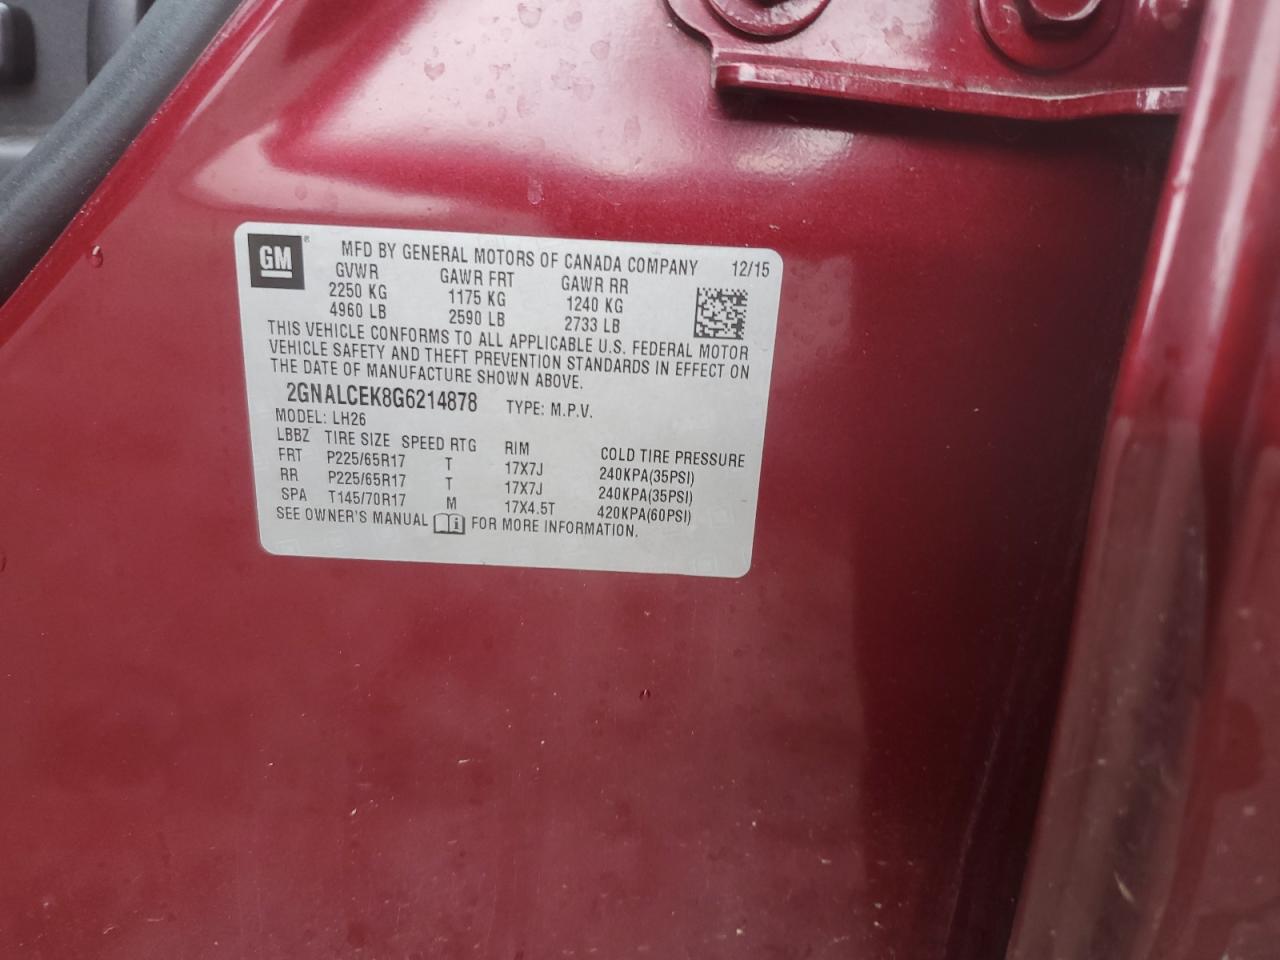 GM ® MFD BY GENERAL MOTORS OF CANADA COMPANY 12/15
GVWR GAWR FRT GAWR RR
2250 KG 1175 KG 1240 KG
4960 LB 2590 LB 2733 LB
THIS VEHICLE CONFORMS TO ALL APPLICABLE U.S. FEDERAL MOTOR
VEHICLE SAFETY AND THEFT PREVENTION STANDARDS IN EFFECT ON
THE DATE OF MANUFACTURE SHOWN ABOVE.
2GNALCEK8G6214878 TYPE: M.P.V.
MODEL: LH26
LBBZ TIRE SIZE SPEED RTG RIM COLD TIRE PRESSURE
FRT P225/65R17 T 17X7J 240KPA(35PSI)
RR P225/65R17 T 17X7J 240KPA(35PSI)
SPA T145/70R17 M 17X4.5T 420KPA(60PSI)
SEE OWNER'S MANUAL i FOR MORE INFORMATION.